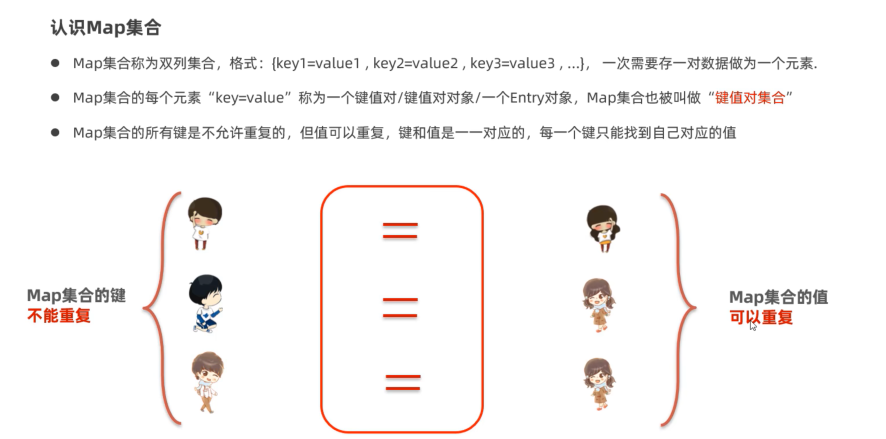 认识Map集合
● Map集合称为双列集合，格式：{key1=value1 , key2=value2 , key3=value3 , ...}， 一次需要存一对数据做为一个元素.
● Map集合的每个元素“key=value”称为一个键值对/键值对对象/一个Entry对象，Map集合也被叫做“键值对集合”
● Map集合的所有键是不允许重复的，但值可以重复，键和值是一一对应的，每一个键只能找到自己对应的值
Map集合的键
不能重复
=
=
=
Map集合的值
可以重复